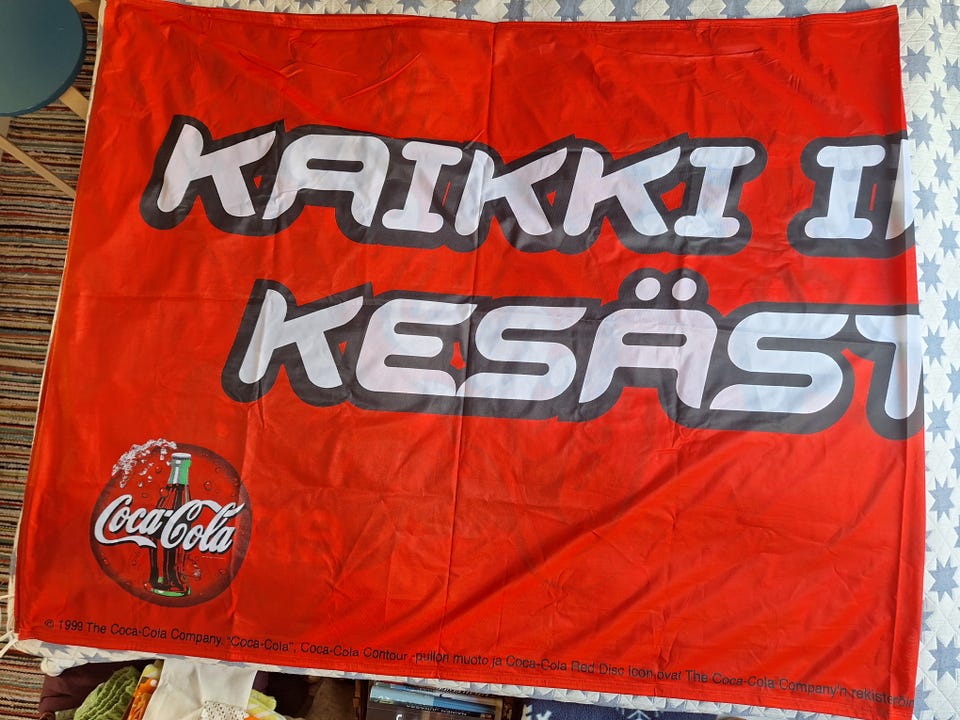 KAIKKI I
KESÄST
Coca-Cola
© 1999 The Coca-Cola Company. "Coca-Cola", Coca-Cola Contour -pullon muoto ja Coca-Cola Red Disc Icon ovat The Coca-Cola Company'n rekisterö